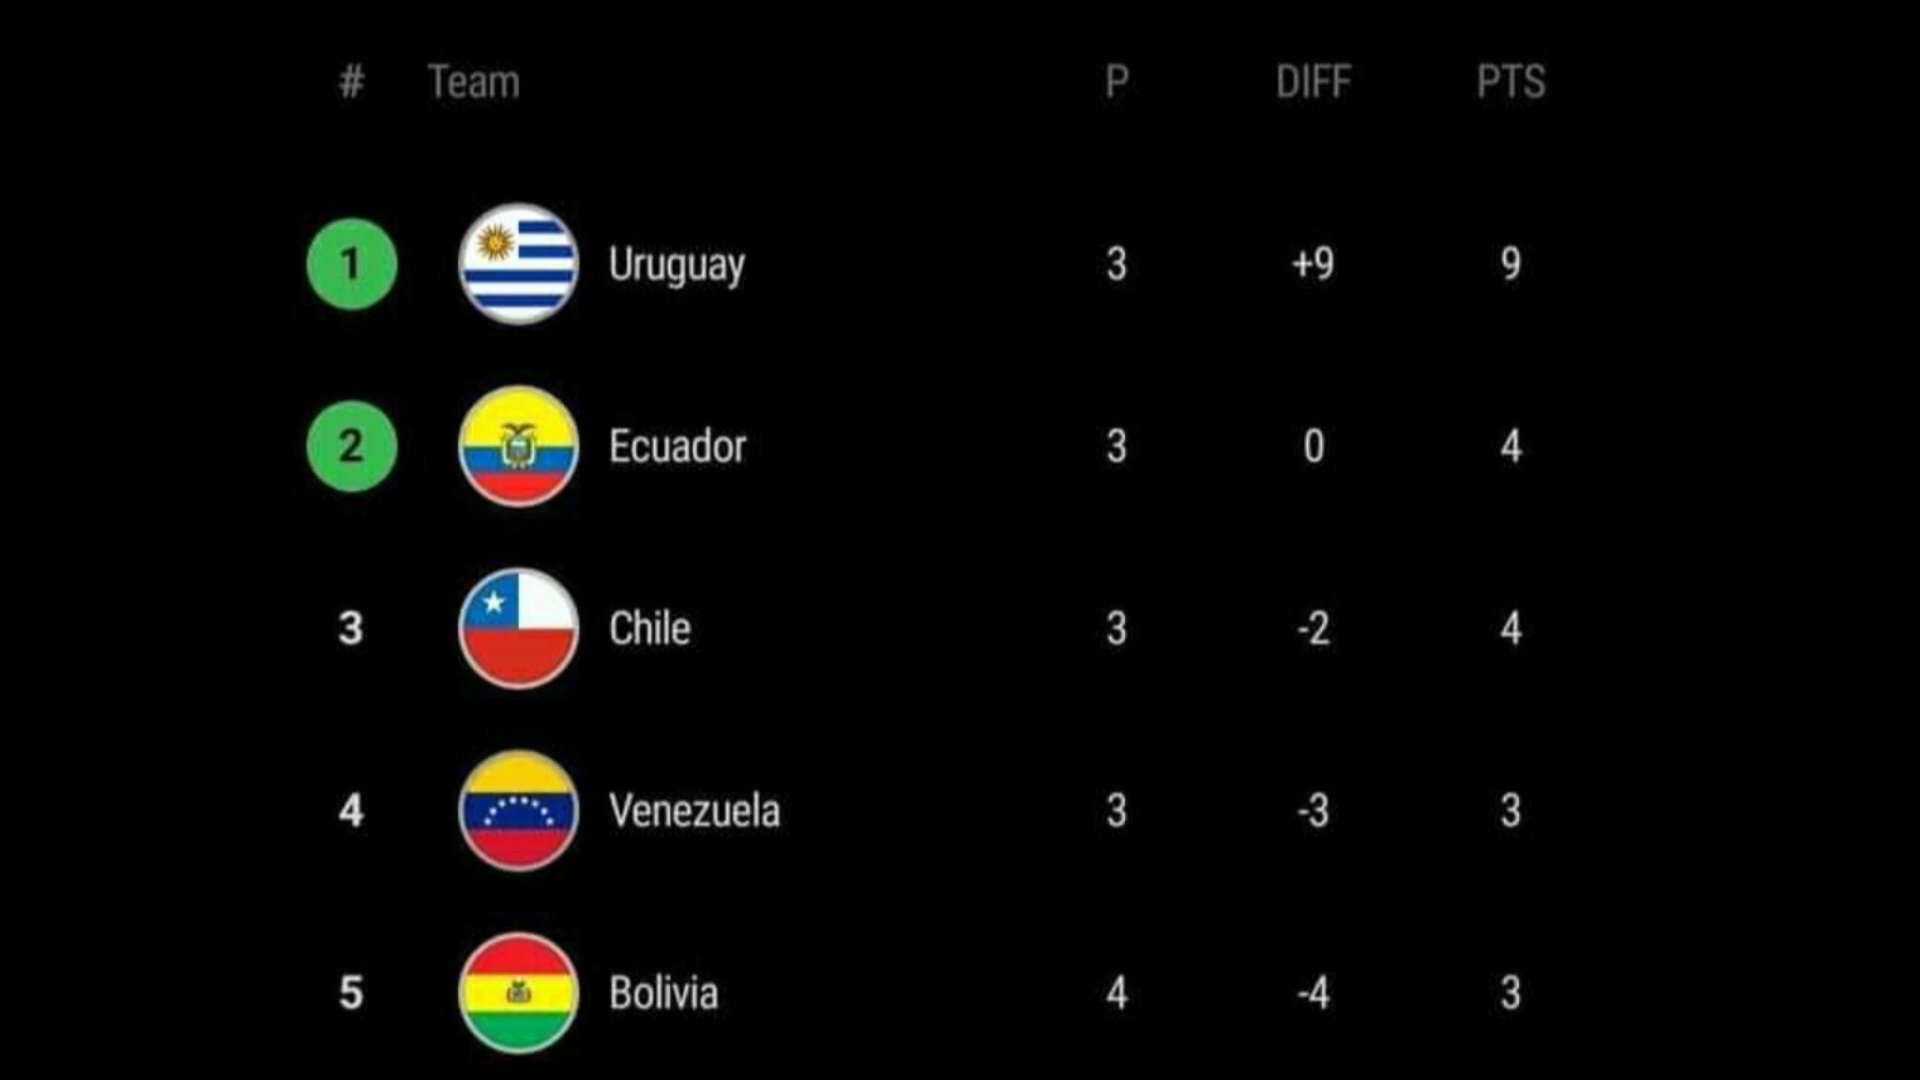 # Team P DIFF PTS
1 Uruguay 3 +9 9
2 Ecuador 3 0 4
3 Chile 3 -2 4
4 Venezuela 3 -3 3
5 Bolivia 4 -4 3